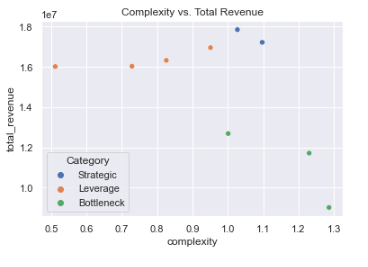 Complexity vs. Total Revenue
1e7
1.8
1.6
1.4
1.2
1.0
total_revenue
Category
Strategic
Leverage
Bottleneck
0.5 0.6 0.7 0.8 0.9 1.0 1.1 1.2 1.3
complexity